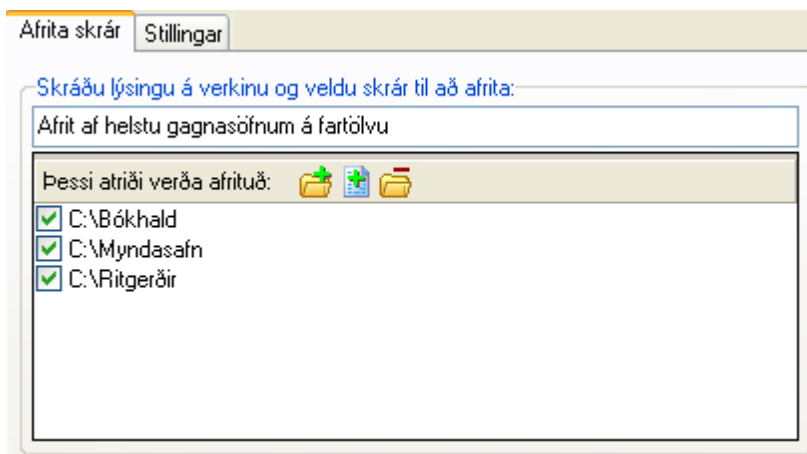 Afrita skrár
Stillingar
Skráðu lýsingu á verkinu og veldu skrár til að afrita:
Afrit af helstu gagnasöfnum á fartölvu
Þessi atriði verða afrituð:
C:\Bókhald
C:\Myndasafn
C:\Ritgerðir